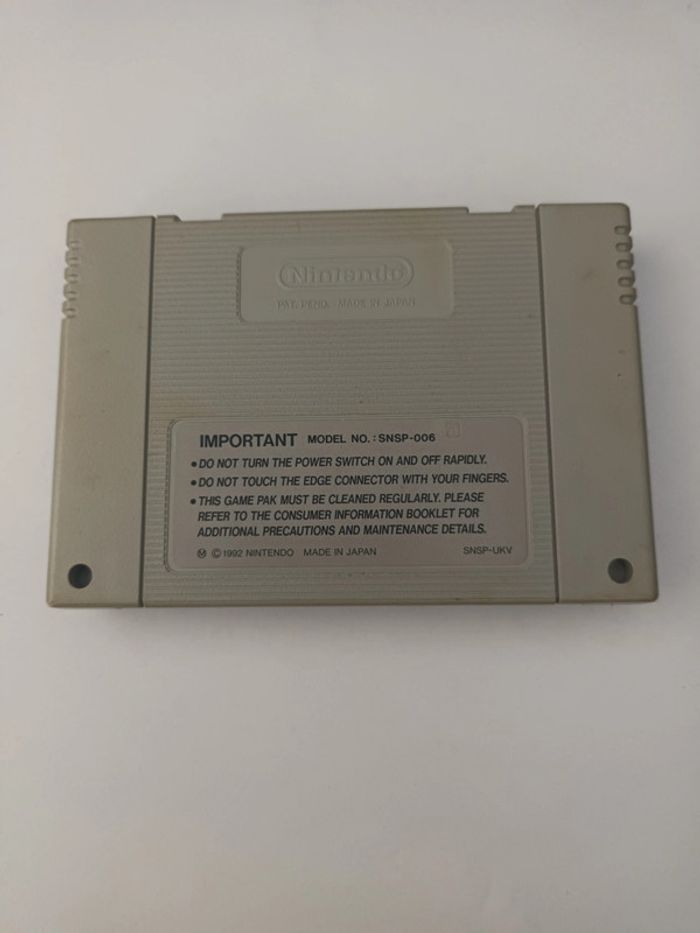 Nintendo
PAT. PEND. MADE IN JAPAN
IMPORTANT MODEL NO.: SNSP-006
• DO NOT TURN THE POWER SWITCH ON AND OFF RAPIDLY.
• DO NOT TOUCH THE EDGE CONNECTOR WITH YOUR FINGERS.
• THIS GAME PAK MUST BE CLEANED REGULARLY. PLEASE
REFER TO THE CONSUMER INFORMATION BOOKLET FOR
ADDITIONAL PRECAUTIONS AND MAINTENANCE DETAILS.
Ⓜ © 1992 NINTENDO MADE IN JAPAN SNSP-UKV